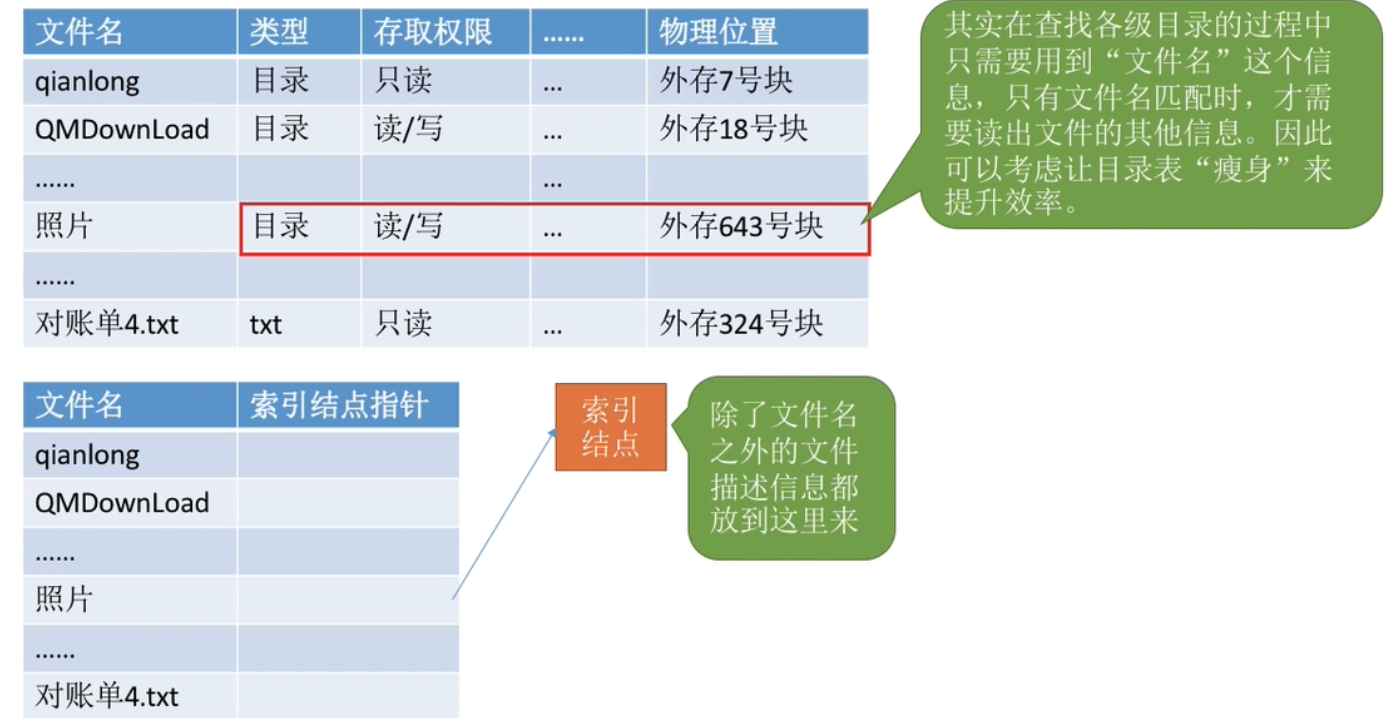 文件名 类型 存取权限 …… 物理位置
qianlong 目录 只读 … 外存7号块
QMDownLoad 目录 读/写 … 外存18号块
…… …
照片 目录 读/写 … 外存643号块
……
对账单4.txt txt 只读 … 外存324号块
其实在查找各级目录的过程中
只需要用到“文件名”这个信
息，只有文件名匹配时，才需
要读出文件的其他信息。因此
可以考虑让目录表“瘦身”来
提升效率。
文件名 索引结点指针
qianlong
QMDownLoad
……
照片
……
对账单4.txt
索引
结点
除了文件名
之外的文件
描述信息都
放到这里来